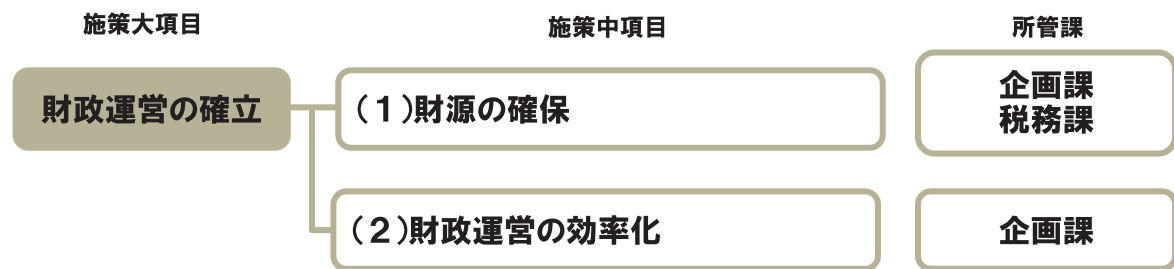 施策大項目
施策中項目
所管課
財政運営の確立
（1）財源の確保
企画課
税務課
（2）財政運営の効率化
企画課